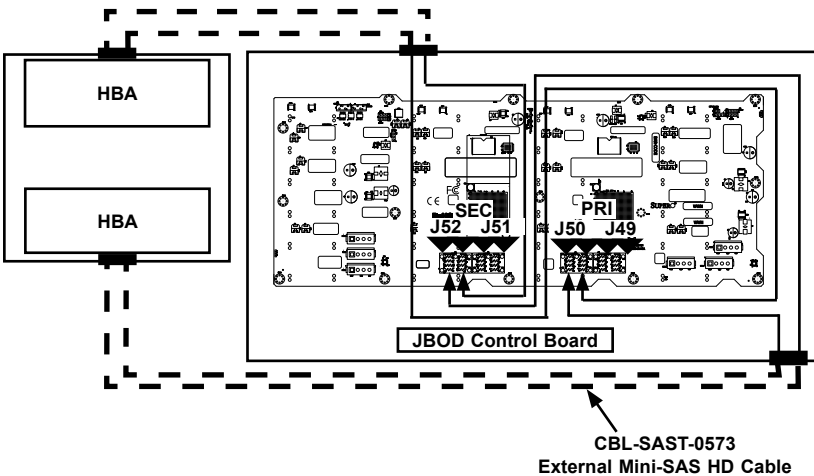 HBA
HBA
SEC
PRI
J52
J51
J50
J49
JBOD Control Board
CBL-SAST-0573
External Mini-SAS HD Cable